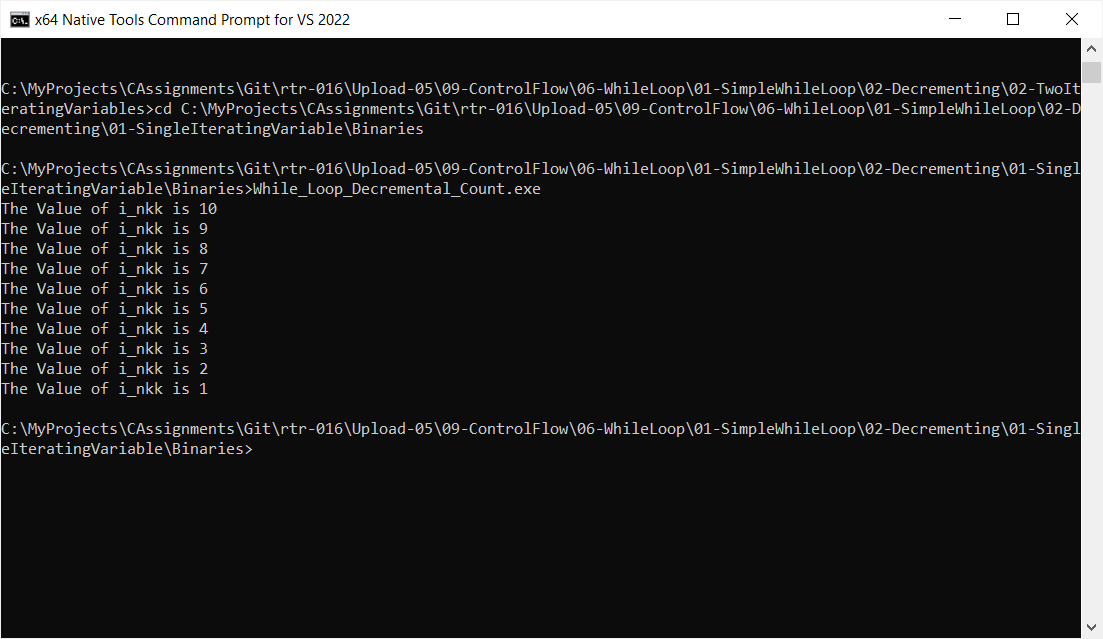 x64 Native Tools Command Prompt for VS 2022
C:\MyProjects\CAssignments\Git\rtr-016\Upload-05\09-ControlFlow\06-WhileLoop\01-SimpleWhileLoop\02-Decrementing\02-TwoIt
eratingVariables>cd C:\MyProjects\CAssignments\Git\rtr-016\Upload-05\09-ControlFlow\06-WhileLoop\01-SimpleWhileLoop\02-D
ecrementing\01-SingleIteratingVariable\Binaries
C:\MyProjects\CAssignments\Git\rtr-016\Upload-05\09-ControlFlow\06-WhileLoop\01-SimpleWhileLoop\02-Decrementing\01-Singl
eIteratingVariable\Binaries>While_Loop_Decremental_Count.exe
The Value of i_nkk is 10
The Value of i_nkk is 9
The Value of i_nkk is 8
The Value of i_nkk is 7
The Value of i_nkk is 6
The Value of i_nkk is 5
The Value of i_nkk is 4
The Value of i_nkk is 3
The Value of i_nkk is 2
The Value of i_nkk is 1
C:\MyProjects\CAssignments\Git\rtr-016\Upload-05\09-ControlFlow\06-WhileLoop\01-SimpleWhileLoop\02-Decrementing\01-Singl
eIteratingVariable\Binaries>